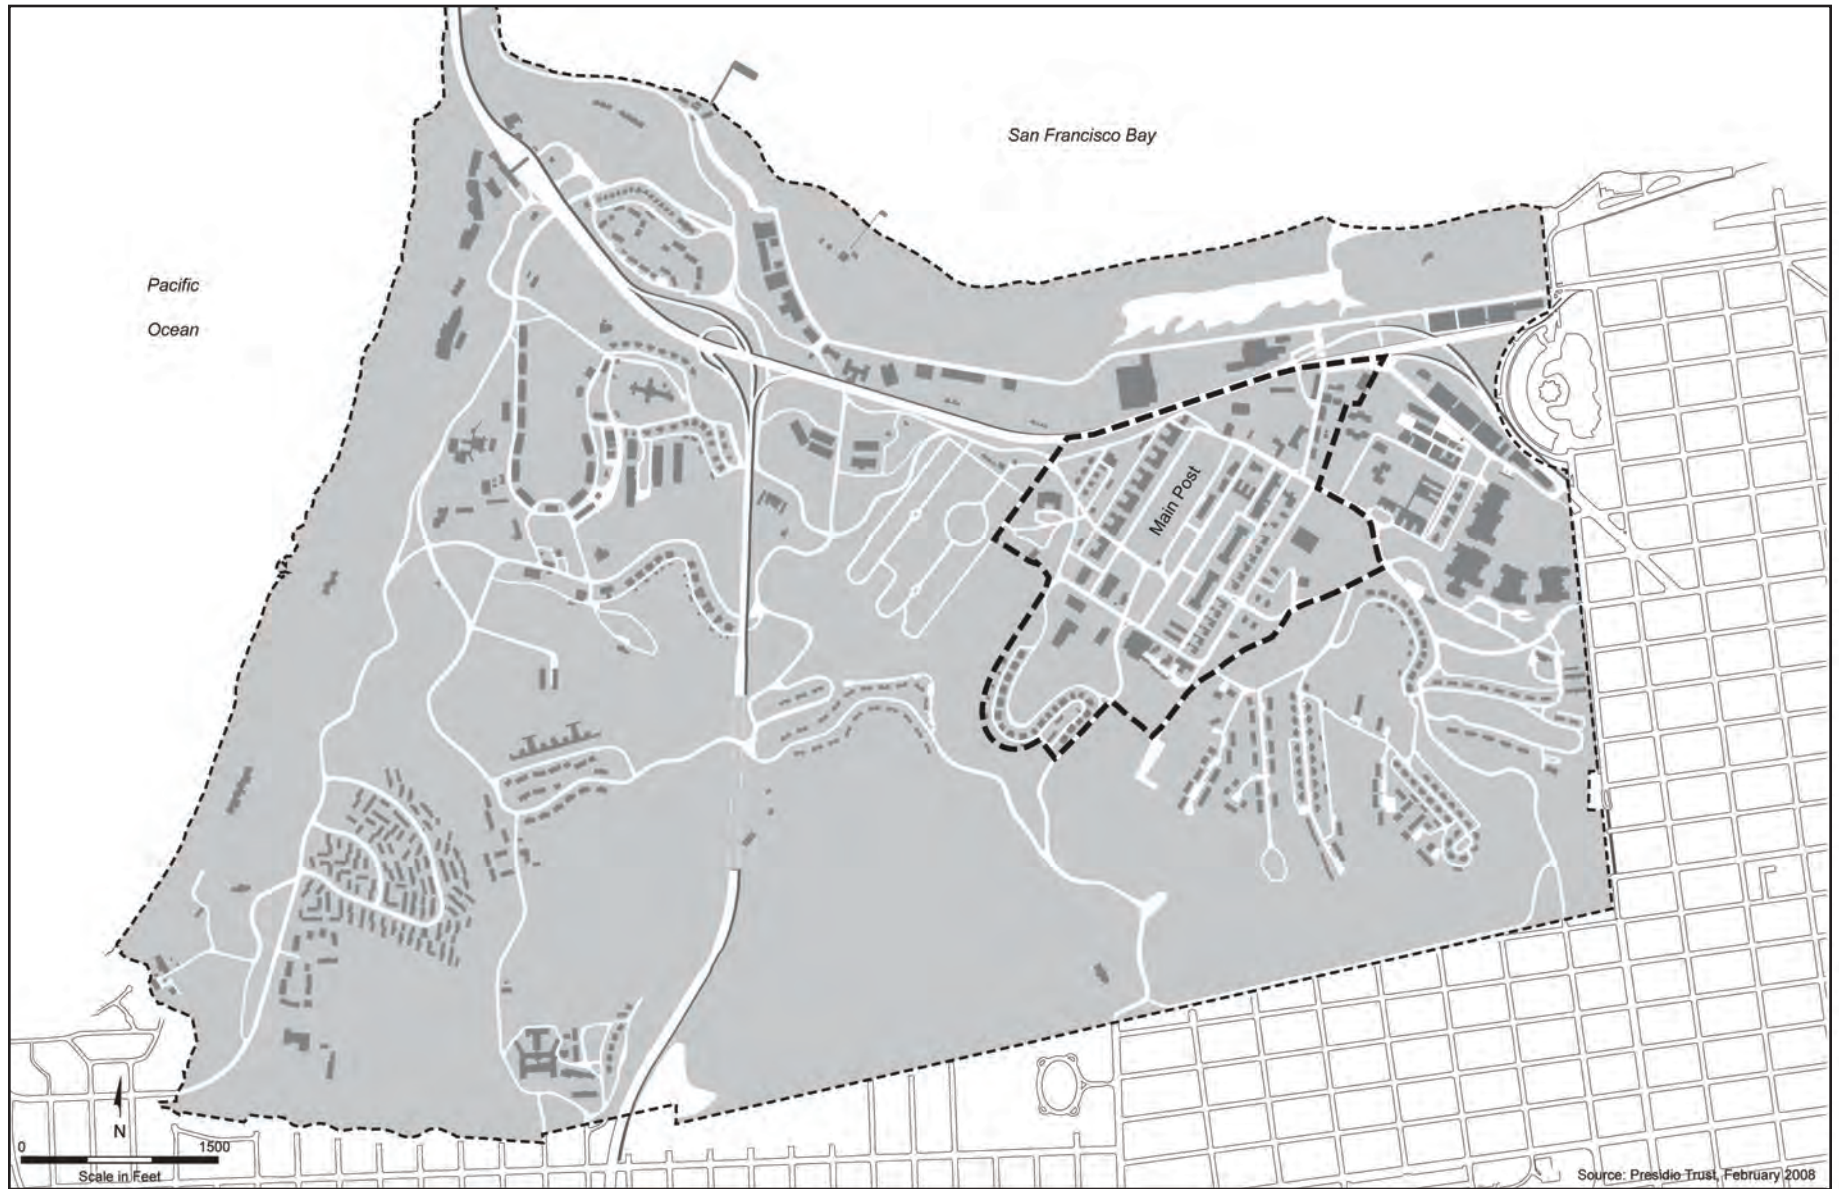 San Francisco Bay
Pacific
Ocean
Main Post
N
0 1500
Scale in Feet
Source: Presidio Trust, February 2008